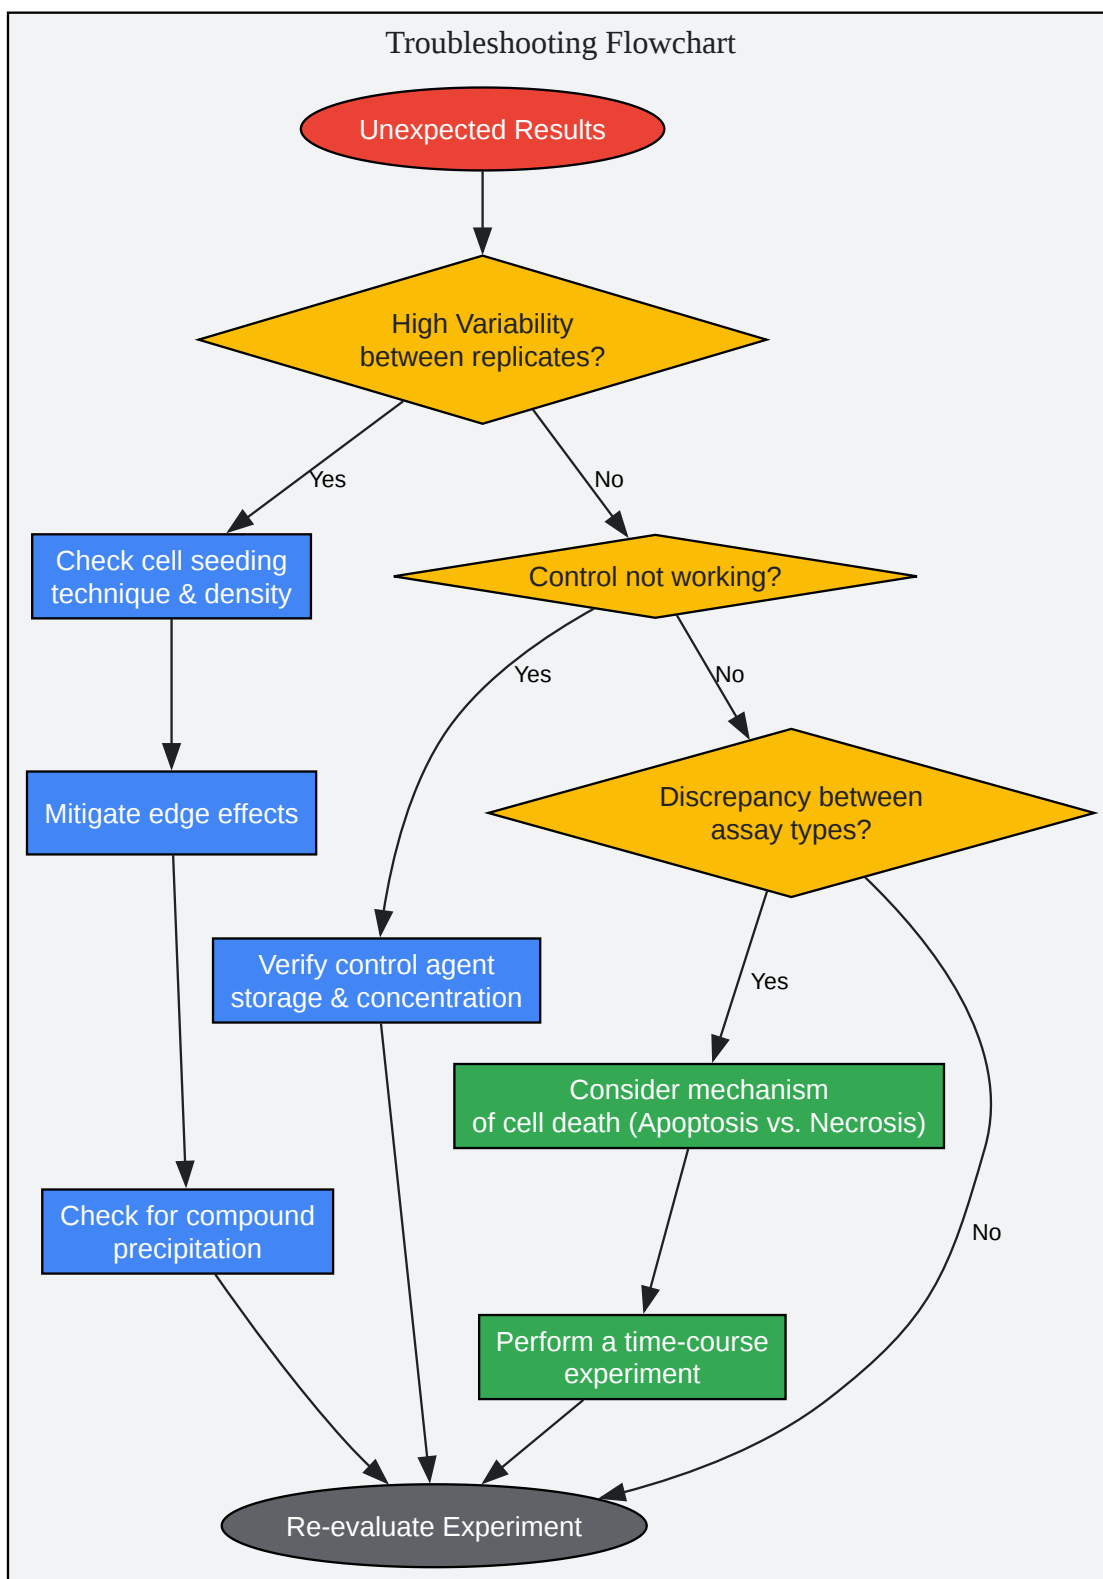 Troubleshooting Flowchart
Unexpected Results
High Variability
between replicates?
Yes
No
Check cell seeding
technique & density
Control not working?
Yes
No
Mitigate edge effects
Discrepancy between
assay types?
Verify control agent
storage & concentration
Yes
Consider mechanism
of cell death (Apoptosis vs. Necrosis)
Check for compound
precipitation
No
Perform a time-course
experiment
Re-evaluate Experiment